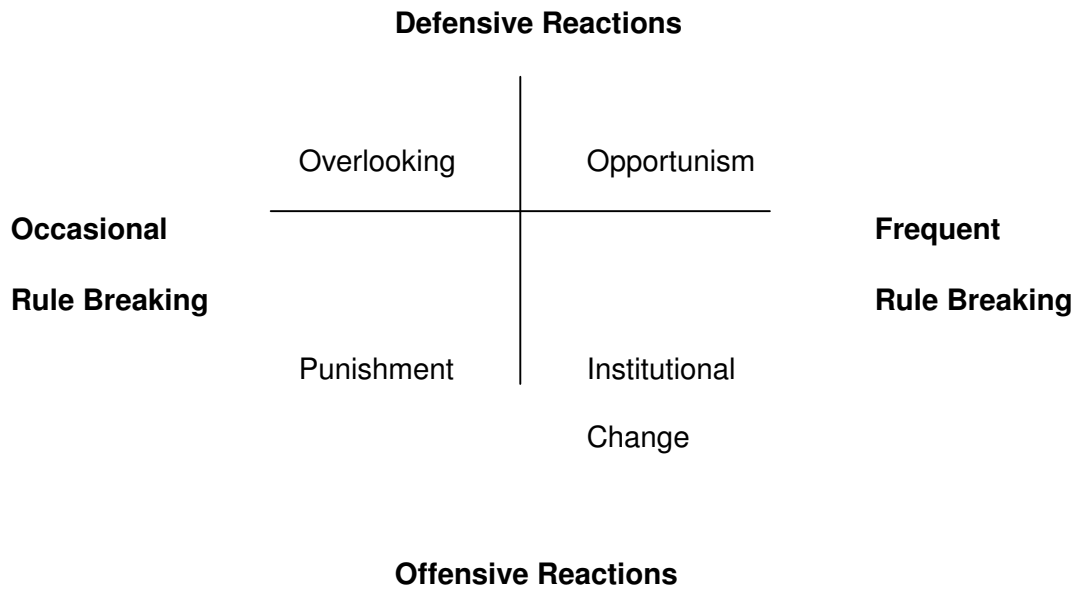 Defensive Reactions
Overlooking
Opportunism
Occasional
Rule Breaking
Frequent
Rule Breaking
Punishment
Institutional
Change
Offensive Reactions